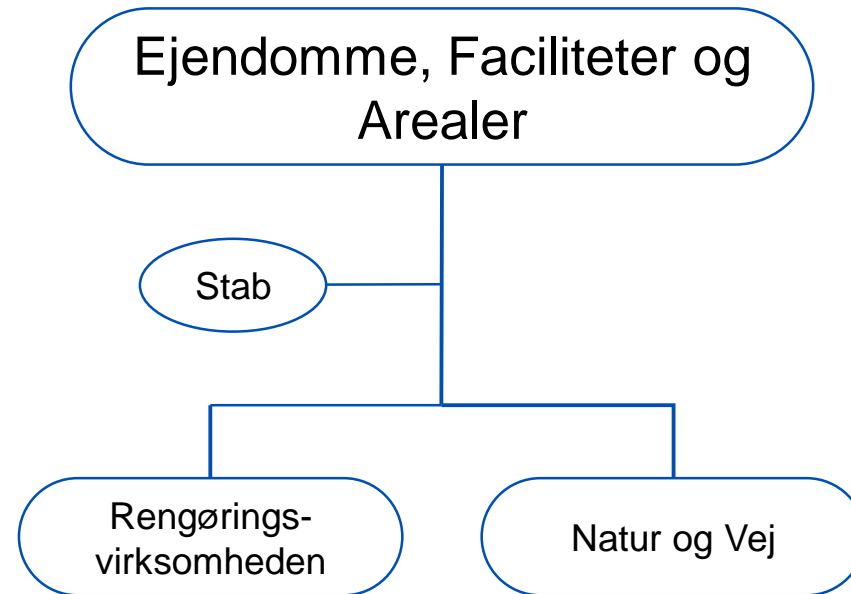 Ejendomme, Faciliteter og
Arealer
Stab
Rengørings-
virksomheden
Natur og Vej